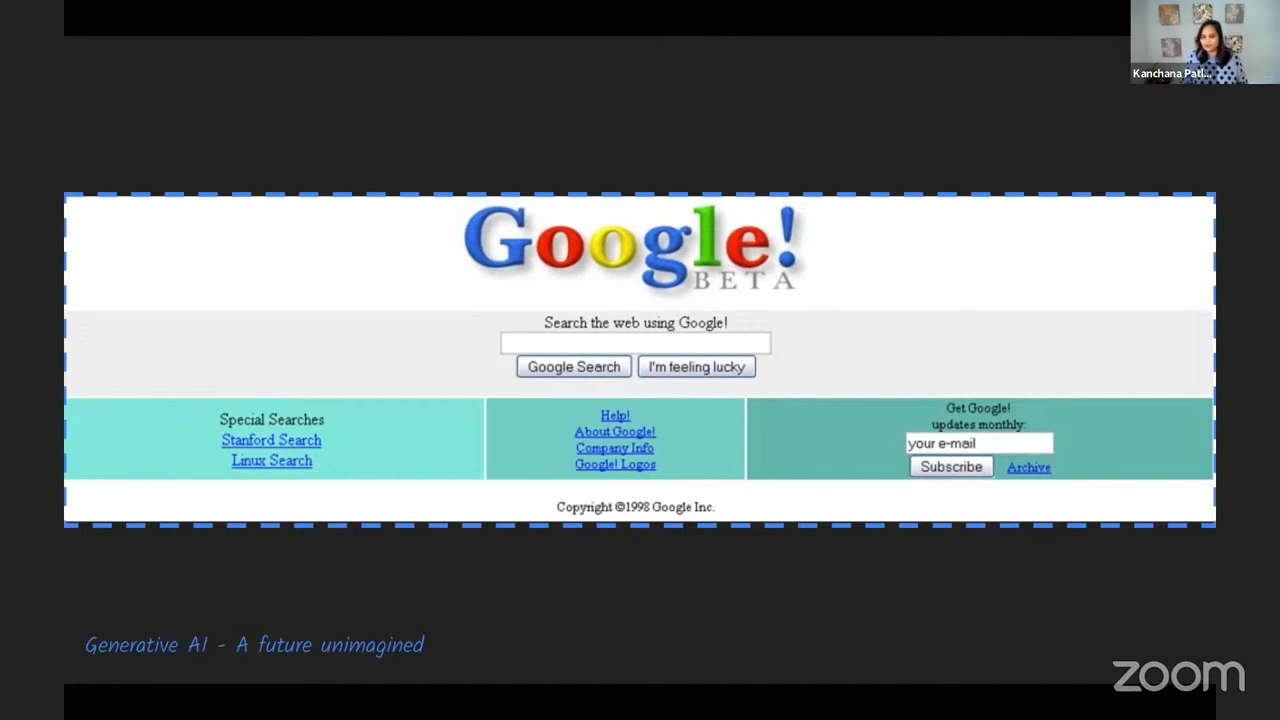 Kanchana Patl...
Google!
BETA
Search the web using Google!
Google Search I'm feeling lucky
Special Searches
Stanford Search
Linux Search
Help!
About Google!
Company Info
Google! Logos
Get Google!
updates monthly:
your e-mail
Subscribe Archive
Copyright ©1998 Google Inc.
Generative AI - A future unimagined
zoom